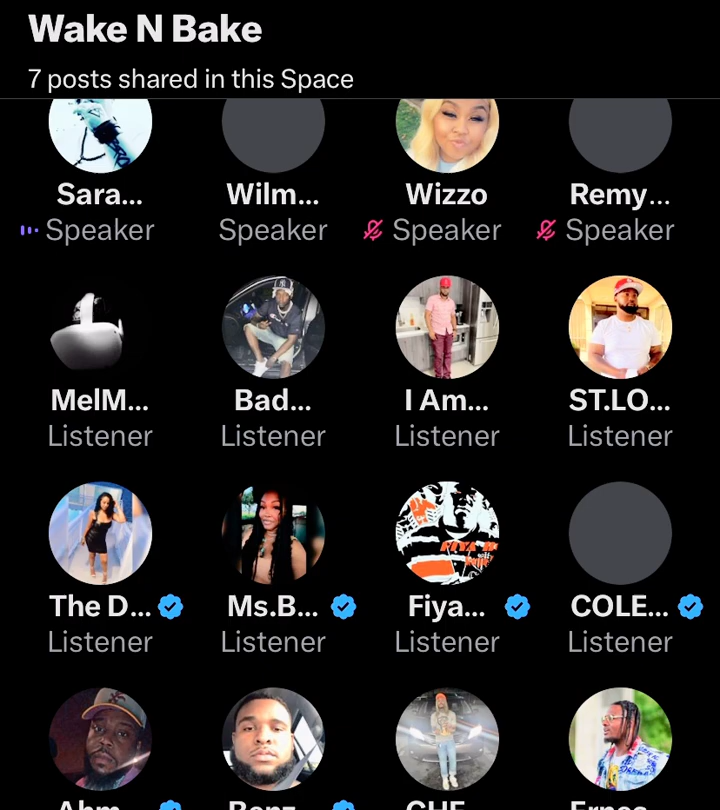 Wake N Bake
7 posts shared in this Space
Sara... Wilm... Wizzo Remy...
Speaker Speaker Speaker Speaker
MelM... Bad... I Am... ST.LO...
Listener Listener Listener Listener
The D... Ms.B... Fiya... COLE...
Listener Listener Listener Listener